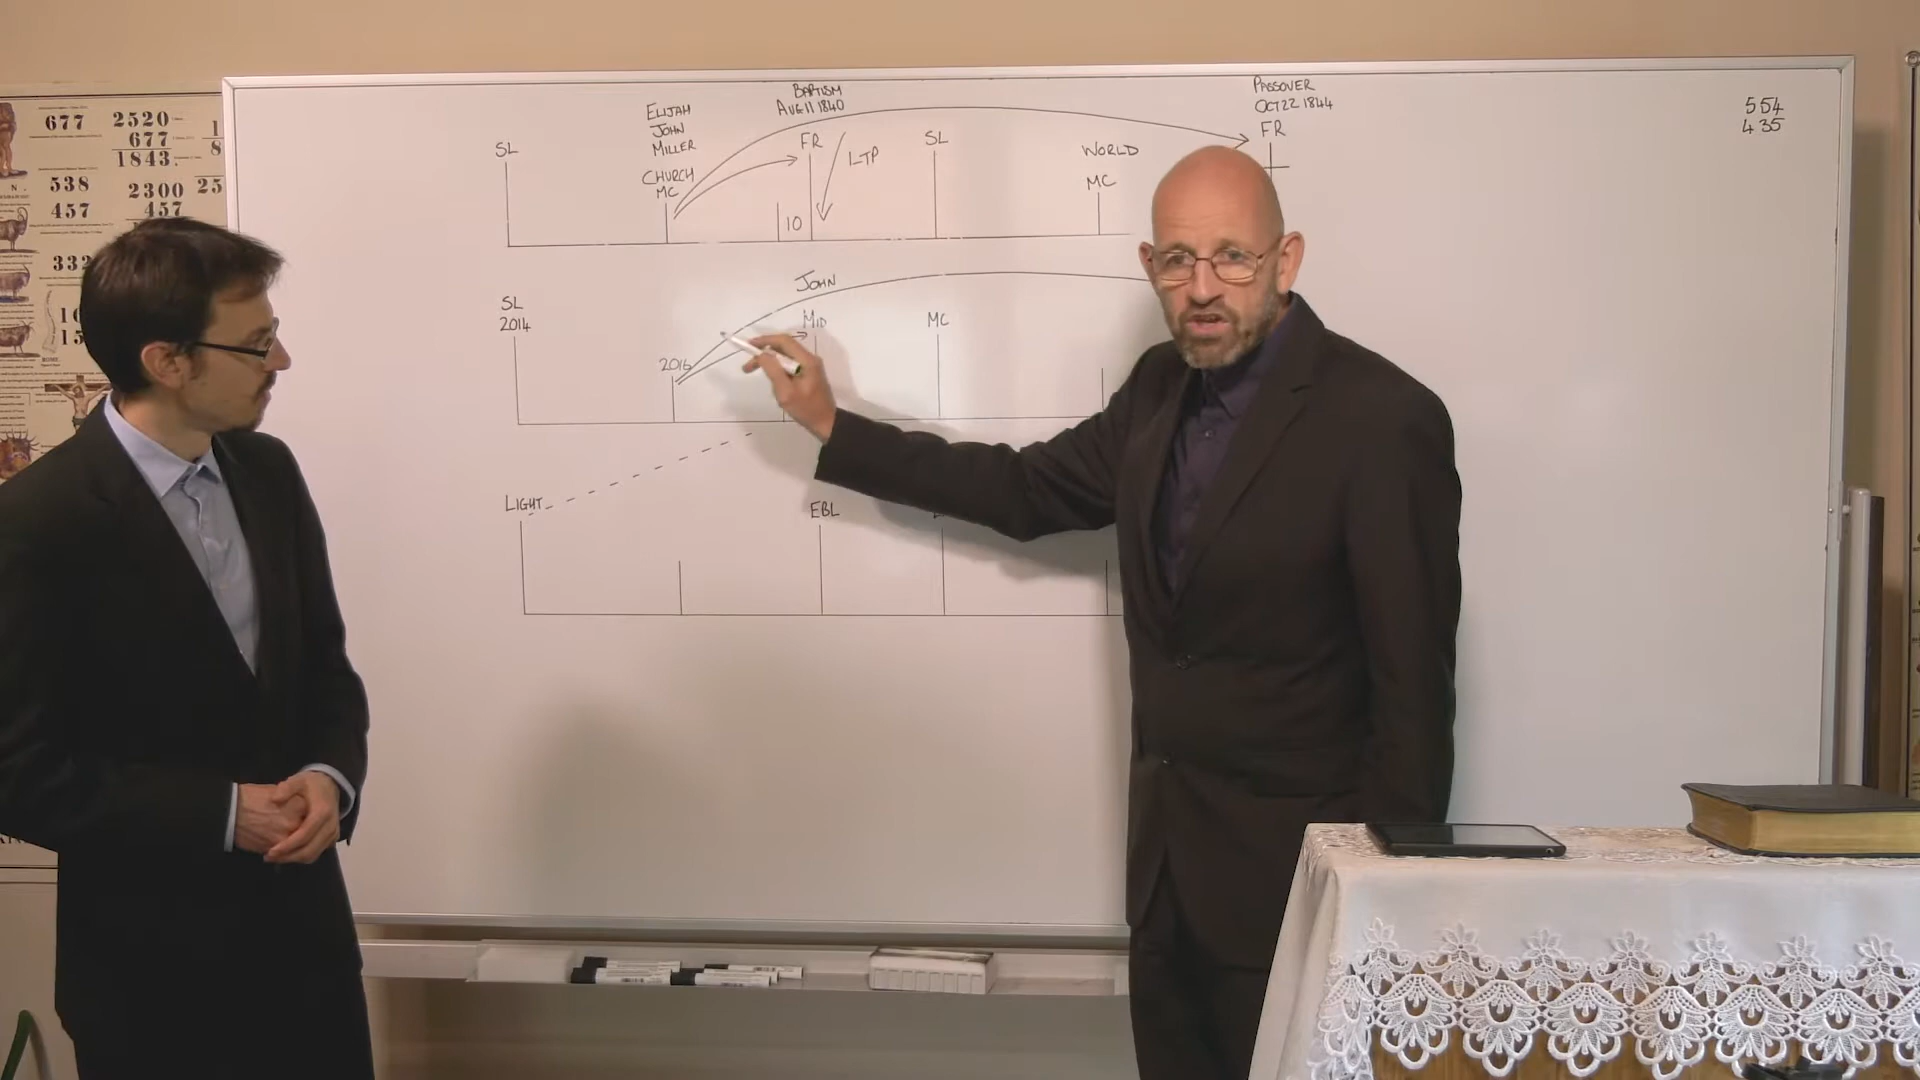 677
2520
677
1843.
538
457
2300
457
25
332
BAPTISM
AUG 11 1840
PASSOVER
OCT 22 1844
FR
554
435
ELIJAH
JOHN
MILLER
CHURCH
MC
SL
FR
LTP
SL
WORLD
MC
10
JOHN
SL
2014
MID
MC
2016
LIGHT
EBL